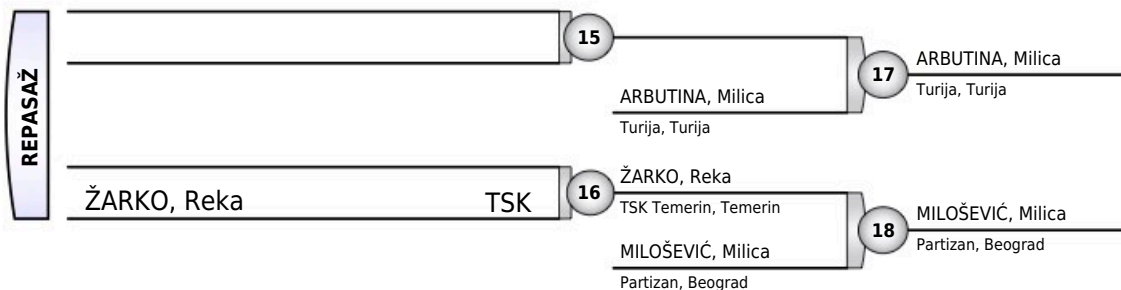 REPASAŽ
15
ARBUTINA, Milica
Turija, Turija
17
ARBUTINA, Milica
Turija, Turija
ŽARKO, Reka TSK
16
ŽARKO, Reka
TSK Temerin, Temerin
MILOŠEVIĆ, Milica
Partizan, Beograd
18
MILOŠEVIĆ, Milica
Partizan, Beograd